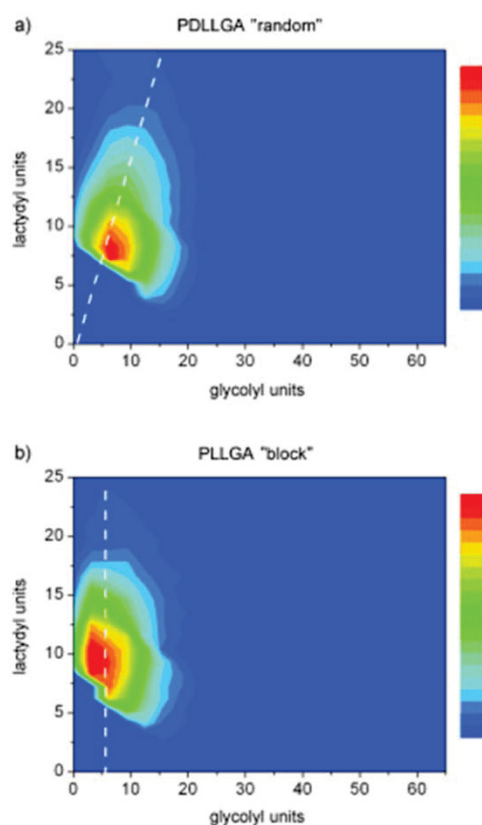 a)
PDLLGA "random"
25
20
15
10
5
0
lactydyl units
0 10 20 30 40 50 60
glycolyl units
b)
PLLGA "block"
25
20
15
10
5
0
lactydyl units
0 10 20 30 40 50 60
glycolyl units